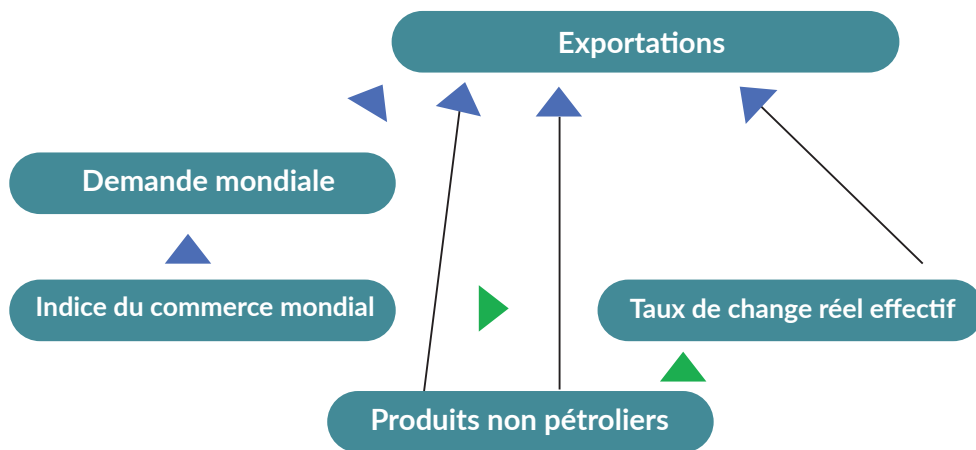 Exportations
Demande mondiale
Indice du commerce mondial
Taux de change réel effectif
Produits non pétroliers